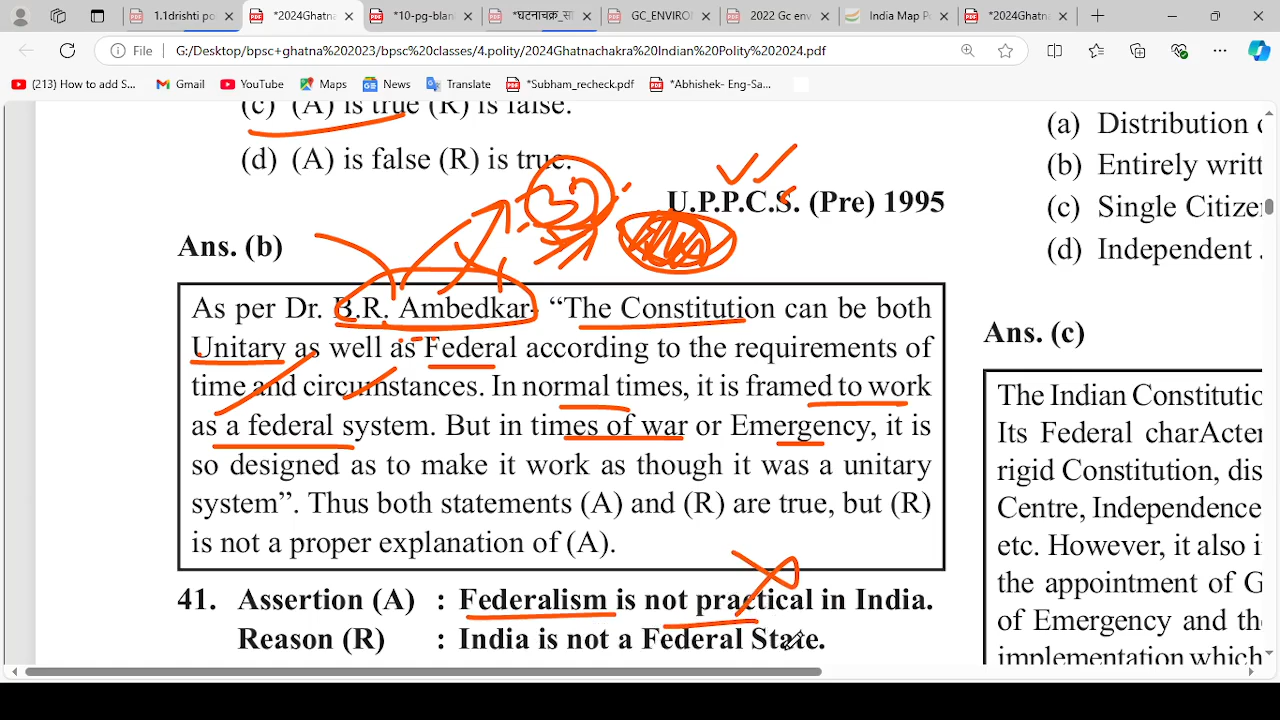 1.1drishti po
*2024Ghatna
*10-pg-blan
*घटनाचक्र_सा
GC_ENVIRO
2022 Gc env
India Map Po
*2024Ghatna
File
G:/Desktop/bpsc+ghatna%202023/bpsc%20classes/4.polity/2024Ghatnachakra%20Indian%20Polity%202024.pdf
(213) How to add S...
Gmail
YouTube
Maps
News
Translate
*Subham_recheck.pdf
*Abhishek- Eng-Sa...
(c) (A) is true (R) is false.
(d) (A) is false (R) is true.
U.P.P.C.S. (Pre) 1995
Ans. (b)
As per Dr. B.R. Ambedkar- “The Constitution can be both
Unitary as well as Federal according to the requirements of
time and circumstances. In normal times, it is framed to work
as a federal system. But in times of war or Emergency, it is
so designed as to make it work as though it was a unitary
system”. Thus both statements (A) and (R) are true, but (R)
is not a proper explanation of (A).
41. Assertion (A) : Federalism is not practical in India.
Reason (R) : India is not a Federal State.
(a) Distribution
(b) Entirely writt
(c) Single Citize
(d) Independent
Ans. (c)
The Indian Constitutio
Its Federal charActer
rigid Constitution, dis
Centre, Independence
etc. However, it also i
the appointment of G
of Emergency and th
implementation which